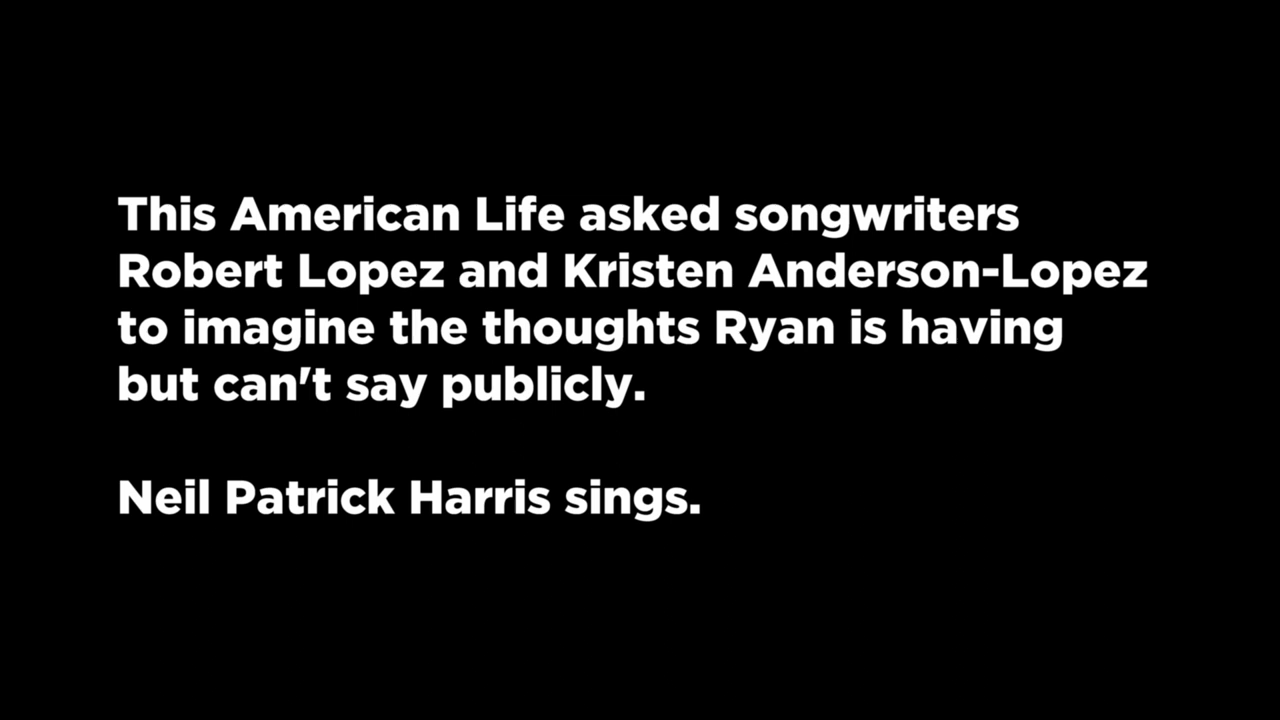 This American Life asked songwriters
Robert Lopez and Kristen Anderson-Lopez
to imagine the thoughts Ryan is having
but can't say publicly.
Neil Patrick Harris sings.